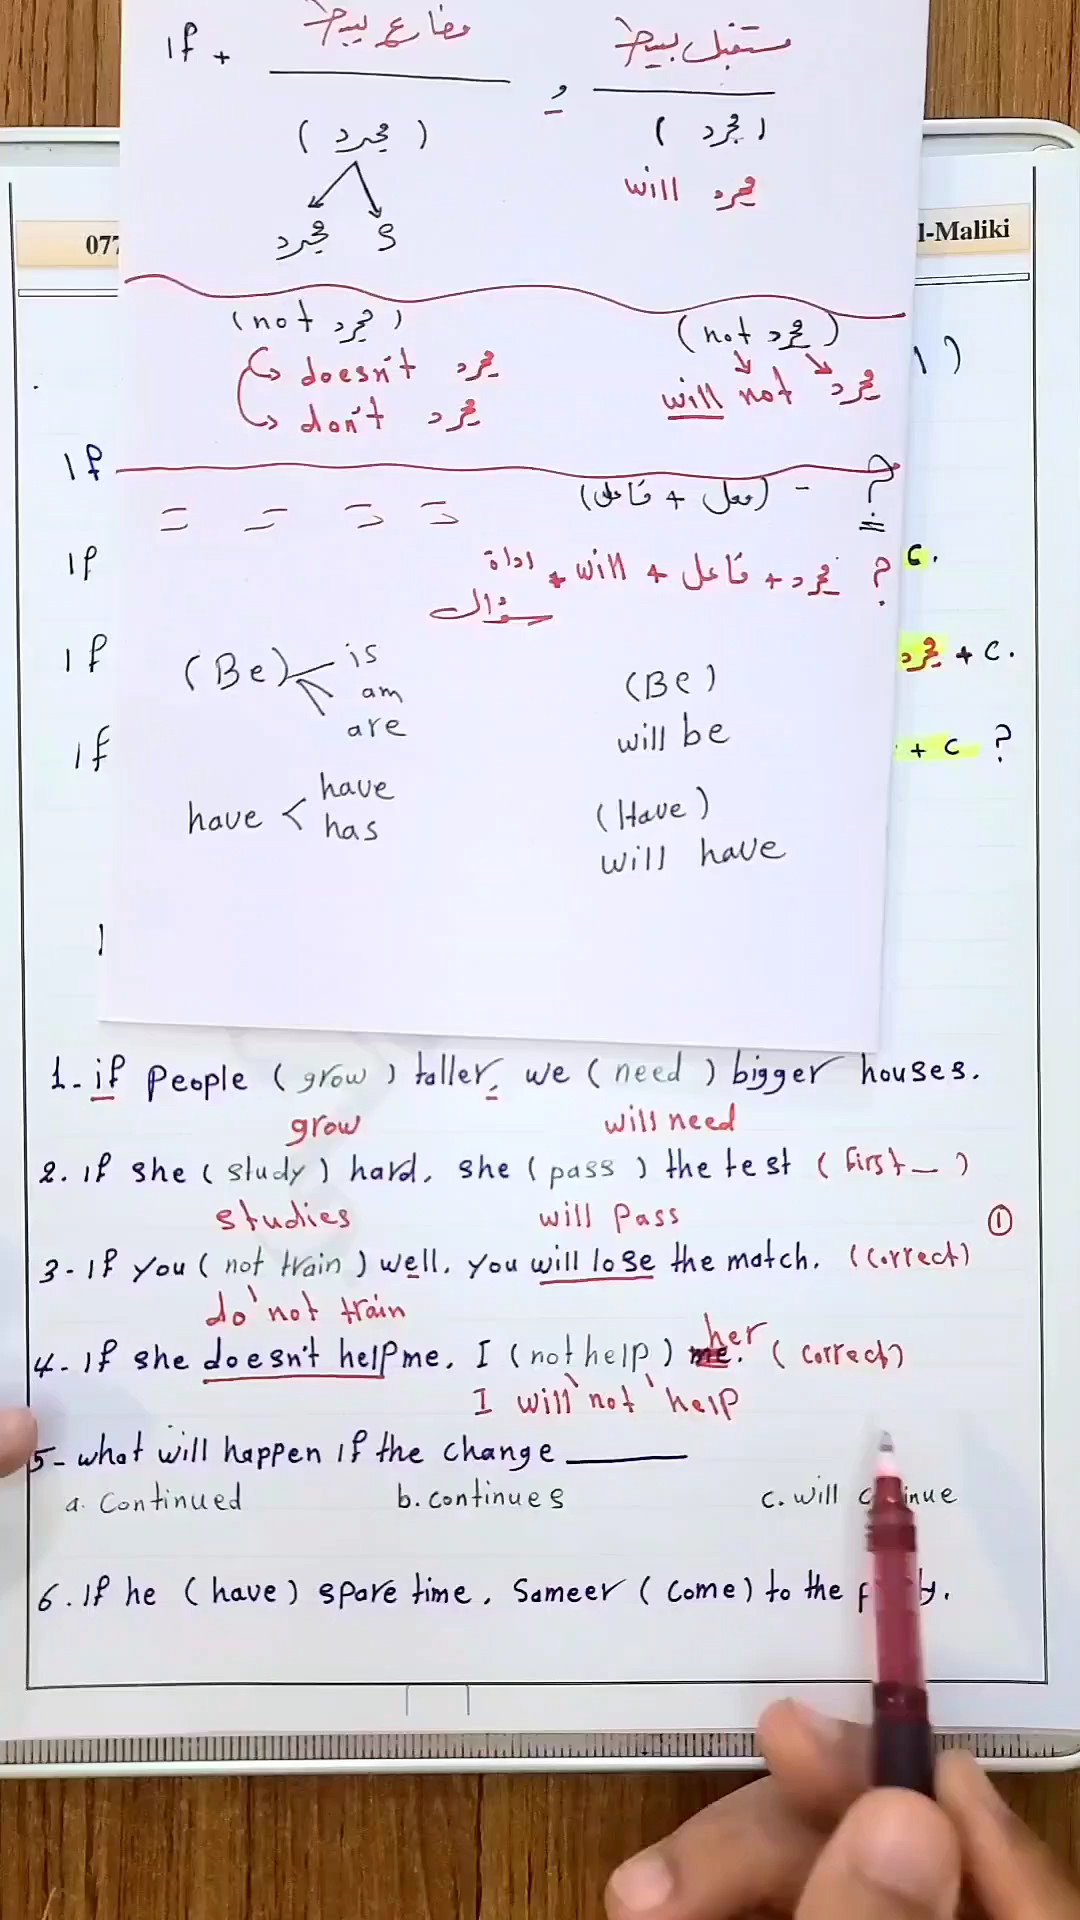 If + مضارع بسيط , مستقبل بسيط
(مجرد) (مجرد)
will مجرد
مجرد s
077 l-Maliki
(not مجرد) (not مجرد)
doesn't مجرد will not مجرد
don't مجرد
If
(فعل + فاعل) - ?
If c.
اداة سؤال + will + فاعل + مجرد ?
If مجرد + c.
(Be) is am are (Be)
will be
If + c ?
have have has (Have)
will have
1- if People (grow) taller, we (need) bigger houses.
grow will need
2. If she (study) hard, she (pass) the test (First _)
studies will pass
①
3- If you (not train) well, you will lose the match. (correct)
do not train
4- If she doesn't help me, I (not help) me. her (correct)
I will not help
5- what will happen if the change ______
a. continued b. continues c. will continue
6. If he (have) spare time, Sameer (come) to the